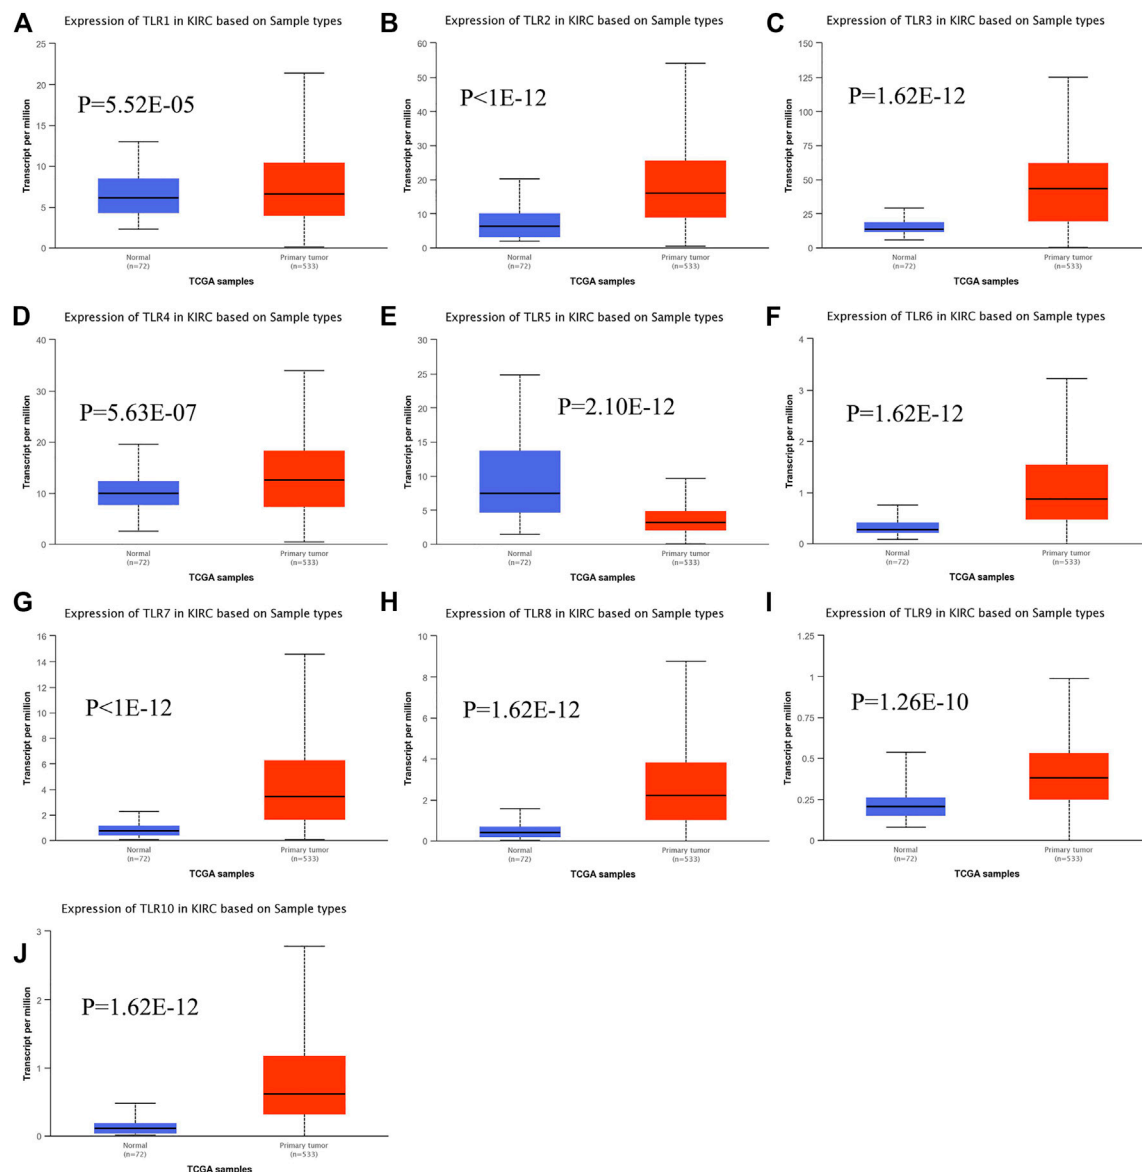 A
Expression of TLR1 in KIRC based on Sample types
Transcript per million
25
20
15
10
5
0
P=5.52E-05
Normal
(n=72)
Primary tumor
(n=533)
TCGA samples
B
Expression of TLR2 in KIRC based on Sample types
Transcript per million
60
50
40
30
20
10
0
P<1E-12
Normal
(n=72)
Primary tumor
(n=533)
TCGA samples
C
Expression of TLR3 in KIRC based on Sample types
Transcript per million
150
125
100
75
50
25
0
P=1.62E-12
Normal
(n=72)
Primary tumor
(n=533)
TCGA samples
D
Expression of TLR4 in KIRC based on Sample types
Transcript per million
40
30
20
10
0
P=5.63E-07
Normal
(n=72)
Primary tumor
(n=533)
TCGA samples
E
Expression of TLR5 in KIRC based on Sample types
Transcript per million
30
25
20
15
10
5
0
P=2.10E-12
Normal
(n=72)
Primary tumor
(n=533)
TCGA samples
F
Expression of TLR6 in KIRC based on Sample types
Transcript per million
4
3
2
1
0
P=1.62E-12
Normal
(n=72)
Primary tumor
(n=533)
TCGA samples
G
Expression of TLR7 in KIRC based on Sample types
Transcript per million
16
14
12
10
8
6
4
2
0
P<1E-12
Normal
(n=72)
Primary tumor
(n=533)
TCGA samples
H
Expression of TLR8 in KIRC based on Sample types
Transcript per million
10
8
6
4
2
0
P=1.62E-12
Normal
(n=72)
Primary tumor
(n=533)
TCGA samples
I
Expression of TLR9 in KIRC based on Sample types
Transcript per million
1.25
1
0.75
0.5
0.25
0
P=1.26E-10
Normal
(n=72)
Primary tumor
(n=533)
TCGA samples
J
Expression of TLR10 in KIRC based on Sample types
Transcript per million
3
2
1
0
P=1.62E-12
Normal
(n=72)
Primary tumor
(n=533)
TCGA samples